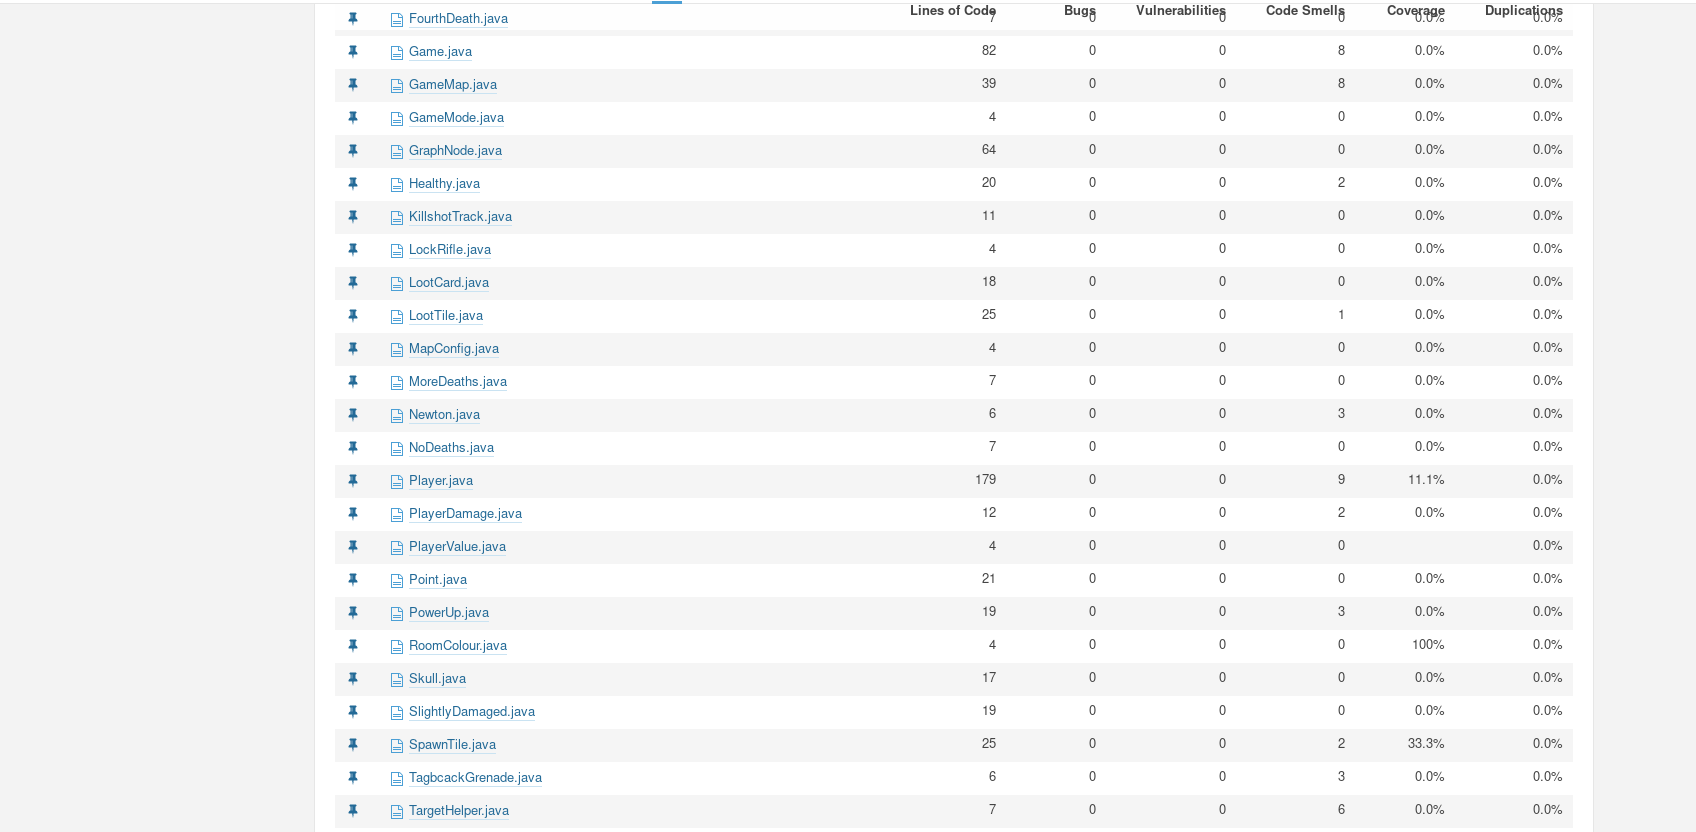 Lines of Code Bugs Vulnerabilities Code Smells Coverage Duplications
FourthDeath.java 7 0 0 0 0.0% 0.0%
Game.java 82 0 0 8 0.0% 0.0%
GameMap.java 39 0 0 8 0.0% 0.0%
GameMode.java 4 0 0 0 0.0% 0.0%
GraphNode.java 64 0 0 0 0.0% 0.0%
Healthy.java 20 0 0 2 0.0% 0.0%
KillshotTrack.java 11 0 0 0 0.0% 0.0%
LockRifle.java 4 0 0 0 0.0% 0.0%
LootCard.java 18 0 0 0 0.0% 0.0%
LootTile.java 25 0 0 1 0.0% 0.0%
MapConfig.java 4 0 0 0 0.0% 0.0%
MoreDeaths.java 7 0 0 0 0.0% 0.0%
Newton.java 6 0 0 3 0.0% 0.0%
NoDeaths.java 7 0 0 0 0.0% 0.0%
Player.java 179 0 0 9 11.1% 0.0%
PlayerDamage.java 12 0 0 2 0.0% 0.0%
PlayerValue.java 4 0 0 0 0.0%
Point.java 21 0 0 0 0.0% 0.0%
PowerUp.java 19 0 0 3 0.0% 0.0%
RoomColour.java 4 0 0 0 100% 0.0%
Skull.java 17 0 0 0 0.0% 0.0%
SlightlyDamaged.java 19 0 0 0 0.0% 0.0%
SpawnTile.java 25 0 0 2 33.3% 0.0%
TagbcackGrenade.java 6 0 0 3 0.0% 0.0%
TargetHelper.java 7 0 0 6 0.0% 0.0%